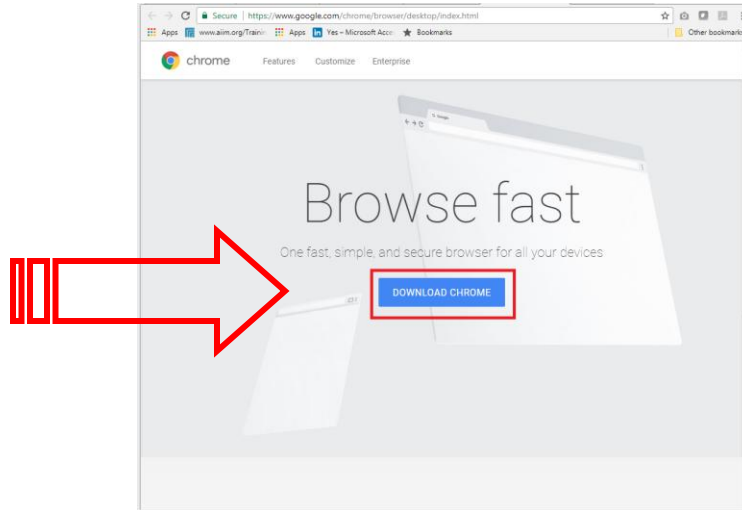 Secure | https://www.google.com/chrome/browser/desktop/index.html
Apps www.aiim.org/Trainin Apps Yes – Microsoft Acce Bookmarks Other bookmarks
chrome Features Customize Enterprise
Google
Browse fast
One fast, simple, and secure browser for all your devices
DOWNLOAD CHROME